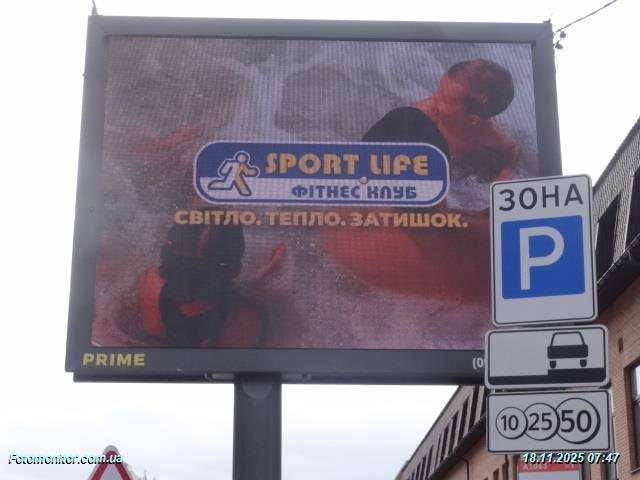 SPORT LIFE
ФІТНЕС КЛУБ
СВІТЛО. ТЕПЛО. ЗАТИШОК.
ЗОНА
P
PRIME
10 25 50
Fotomonitor.com.ua
18.11.2025 07:47